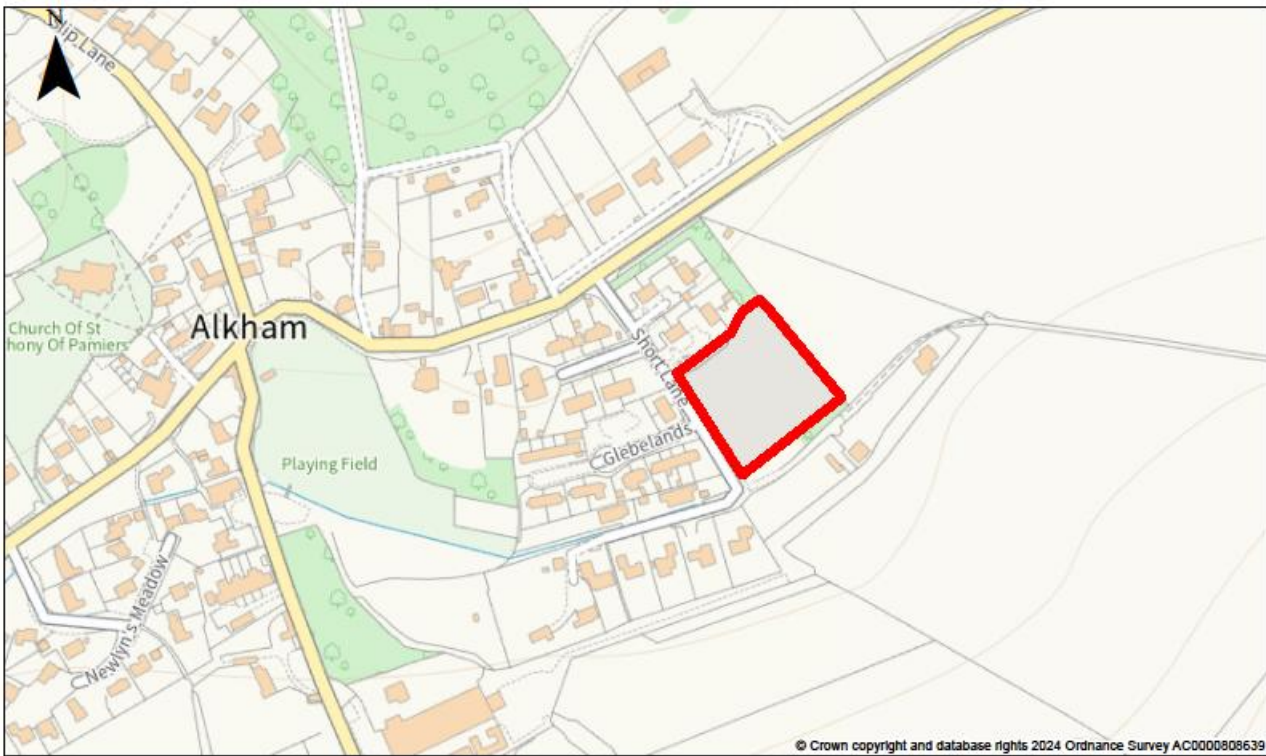 N
Slip Lane
Alkham
Church Of St
hony Of Pamiers
Short Lane
Glebelands
Playing Field
Newlyn's Meadow
© Crown copyright and database rights 2024 Ordnance Survey AC0000808639